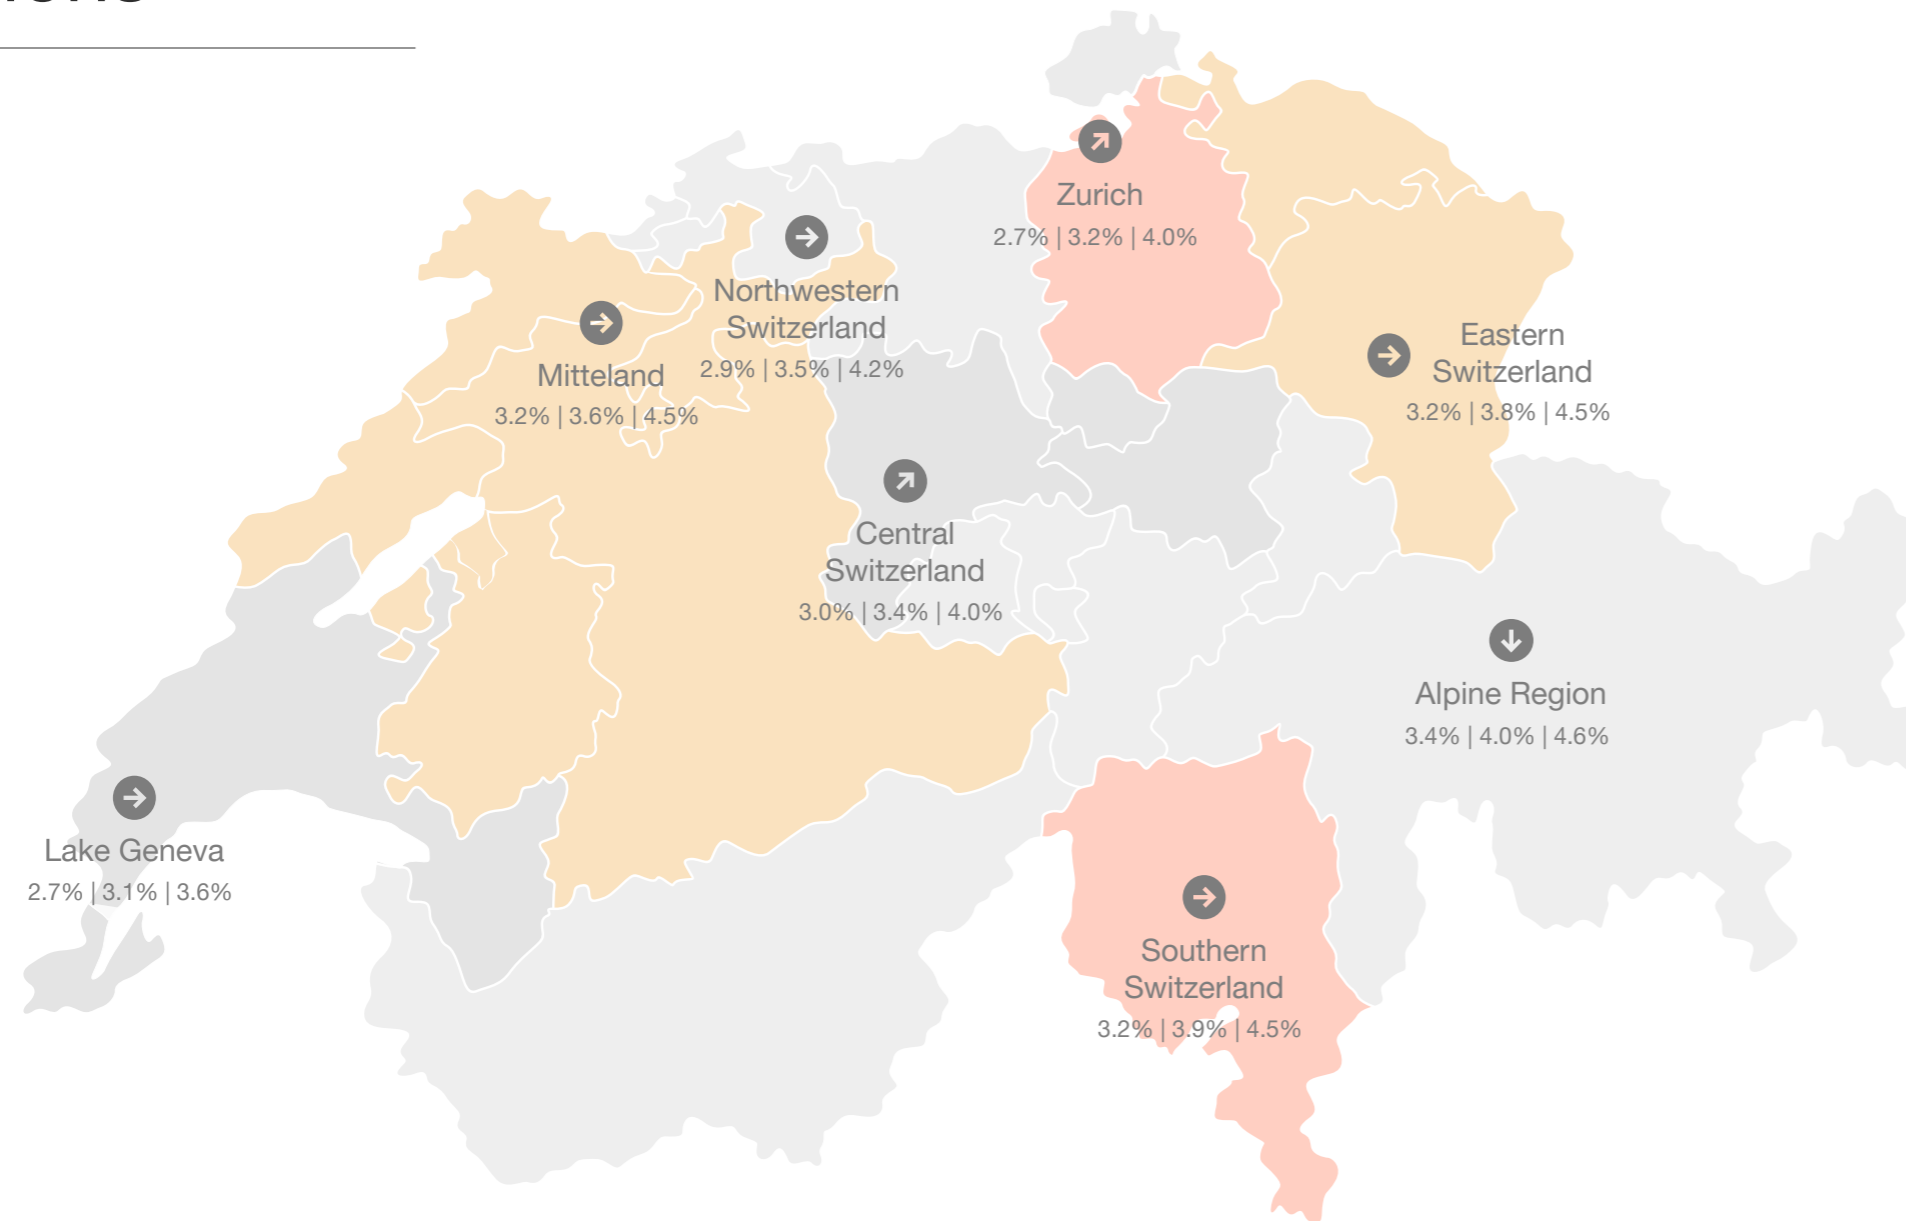 Zurich
2.7% | 3.2% | 4.0%
Northwestern
Switzerland
2.9% | 3.5% | 4.2%
Mitteland
3.2% | 3.6% | 4.5%
Eastern
Switzerland
3.2% | 3.8% | 4.5%
Central
Switzerland
3.0% | 3.4% | 4.0%
Alpine Region
3.4% | 4.0% | 4.6%
Lake Geneva
2.7% | 3.1% | 3.6%
Southern
Switzerland
3.2% | 3.9% | 4.5%